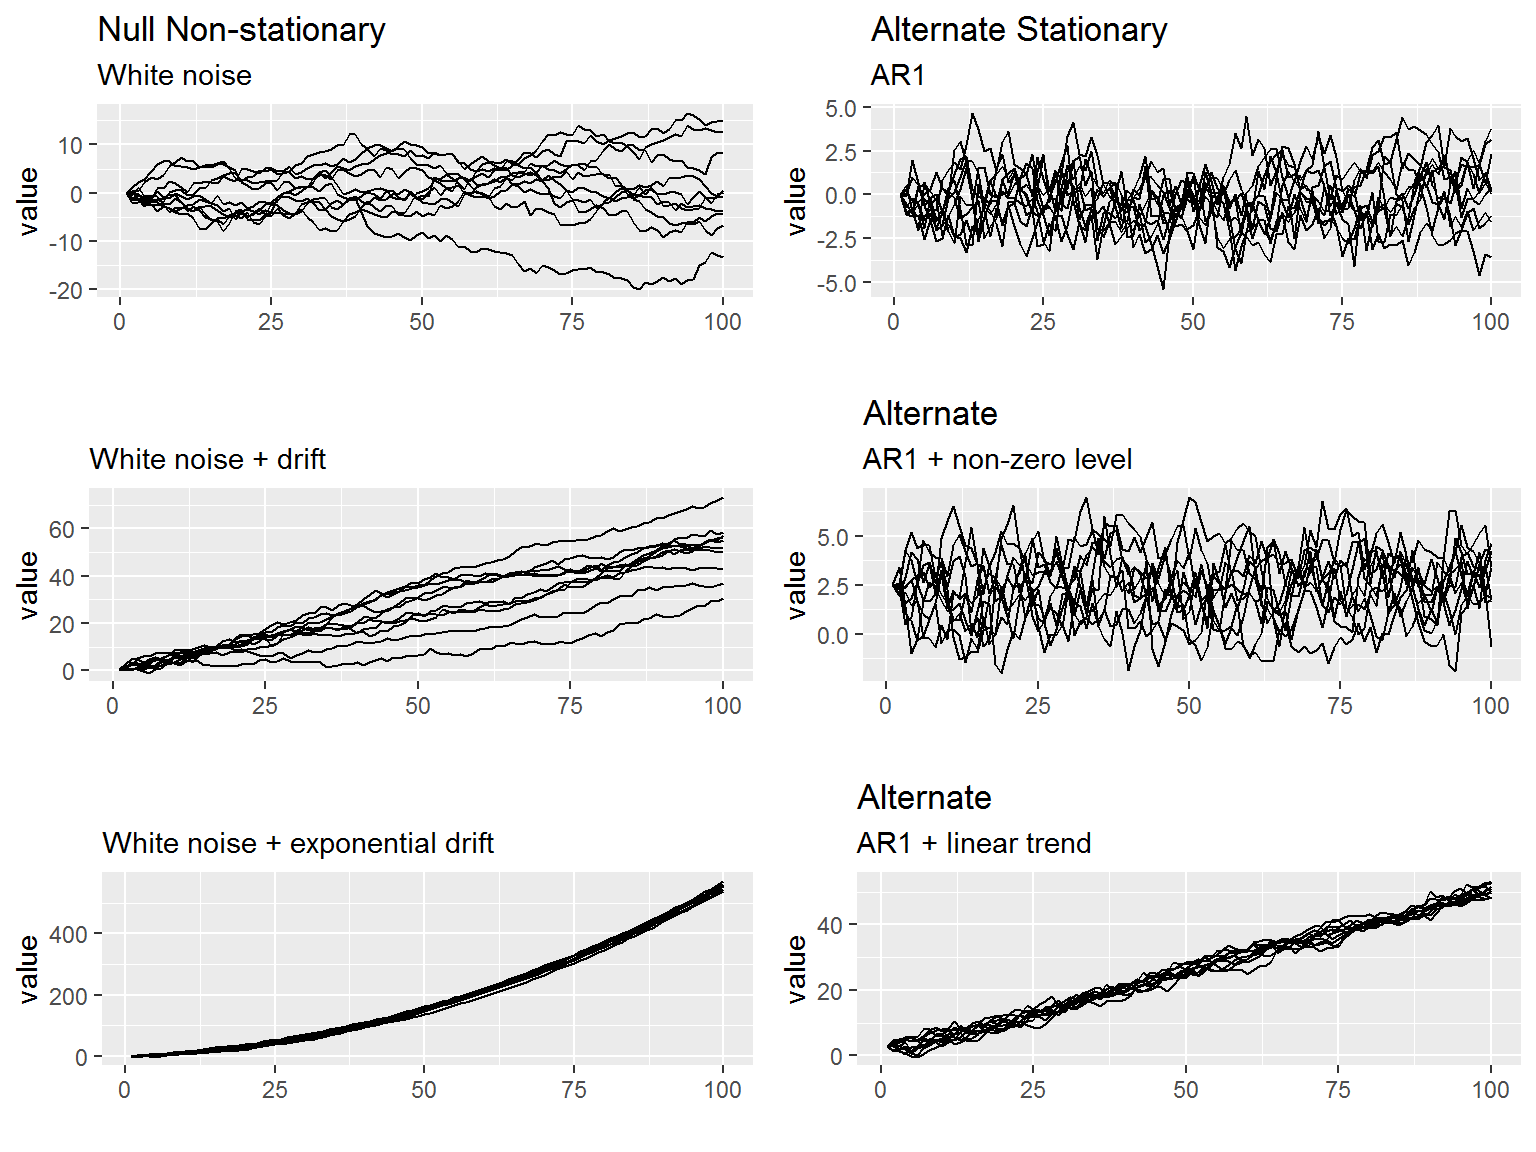 Null Non-stationary
White noise
value
10
0
-10
-20
0 25 50 75 100
Alternate Stationary
AR1
value
5.0
2.5
0.0
-2.5
-5.0
0 25 50 75 100
White noise + drift
value
60
40
20
0
0 25 50 75 100
Alternate
AR1 + non-zero level
value
5.0
2.5
0.0
0 25 50 75 100
White noise + exponential drift
value
400
200
0
0 25 50 75 100
Alternate
AR1 + linear trend
value
40
20
0
0 25 50 75 100